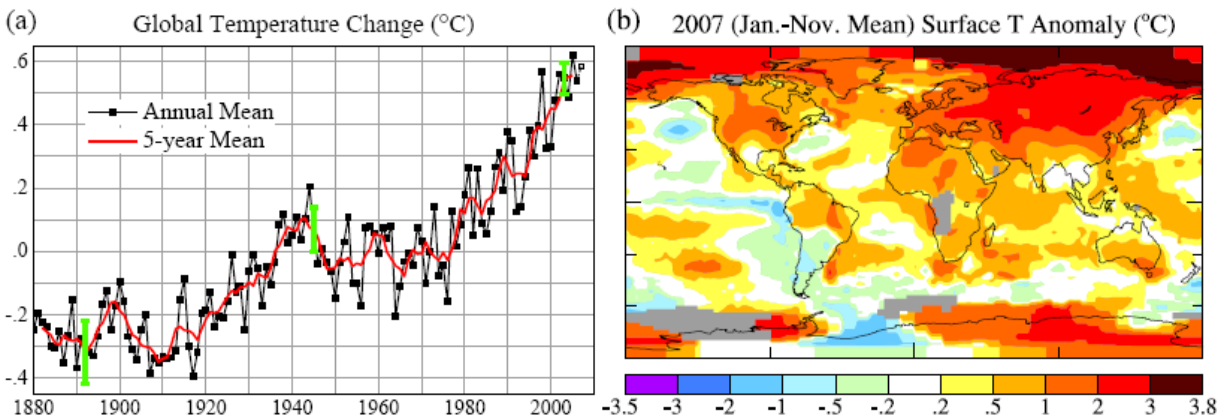 (a) Global Temperature Change (°C)
.6
.4
.2
.0
-.2
-.4
Annual Mean
5-year Mean
1880 1900 1920 1940 1960 1980 2000
(b) 2007 (Jan.-Nov. Mean) Surface T Anomaly (°C)
-3.5 -3 -2 -1 -.5 -.2 .2 .5 1 2 3 3.8